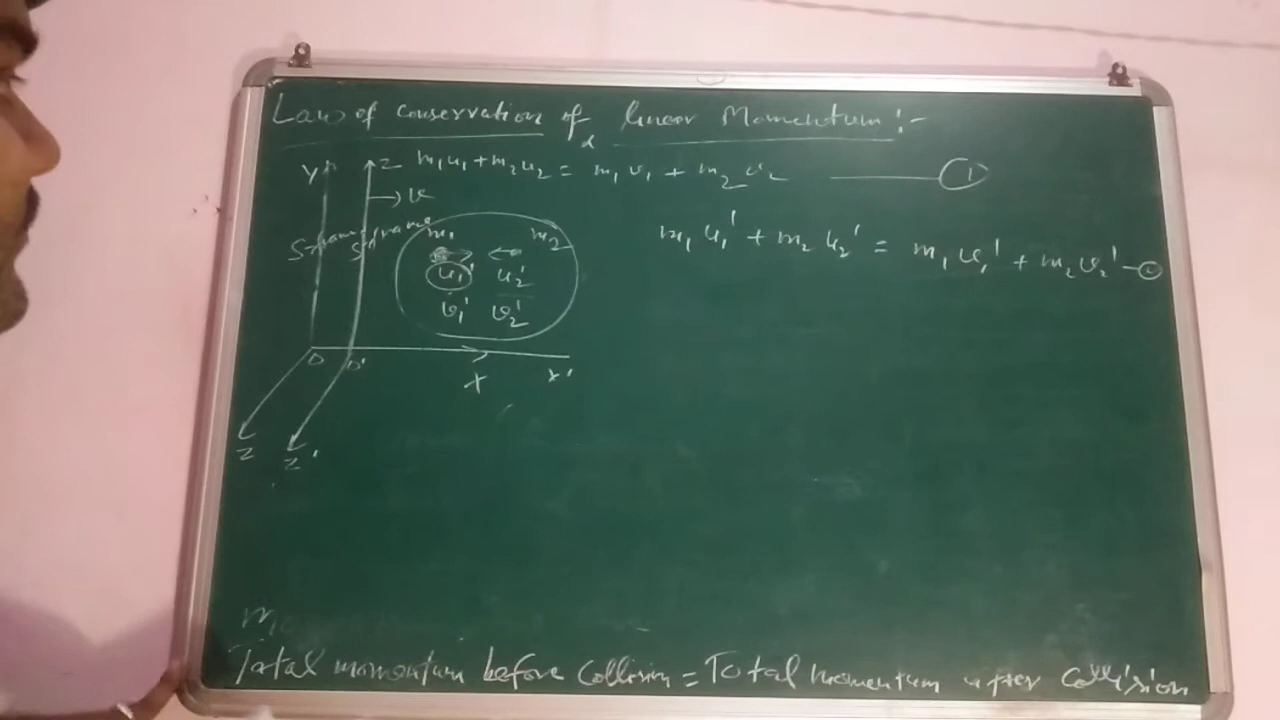 Law of conservation of linear Momentum :-
Y Z m₁u₁ + m₂u₂ = m₁v₁ + m₂v₂ — ①
→ v
S frame S' frame m₁ m₂ m₁u₁' + m₂u₂' = m₁v₁' + m₂v₂' — ②
u₁' u₂'
v₁' v₂'
O O' X X'
Z Z'
m
Total momentum before Collision = Total momentum after Collision